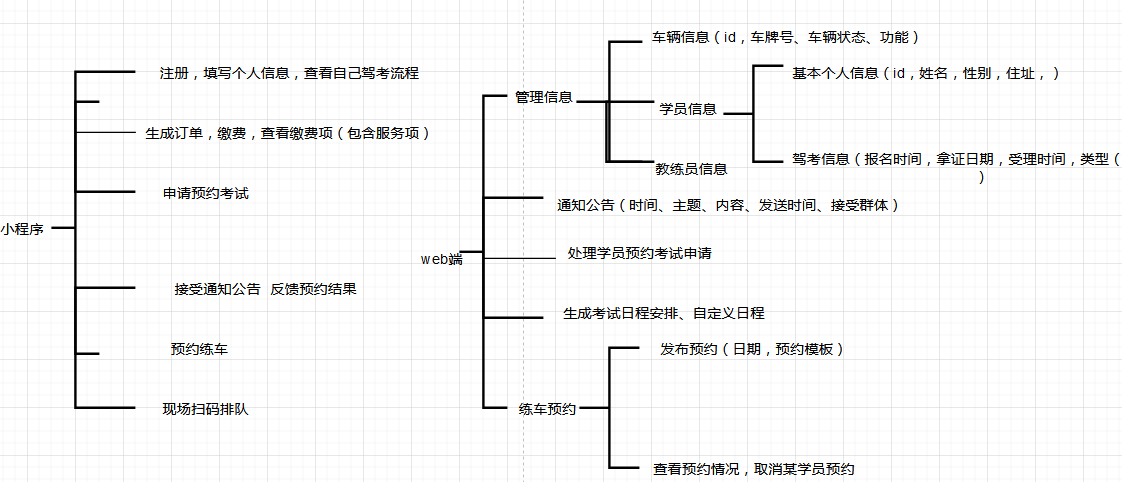 小程序
注册，填写个人信息，查看自己驾考流程
生成订单，缴费，查看缴费项（包含服务项）
申请预约考试
接受通知公告 反馈预约结果
预约练车
现场扫码排队
web端
管理信息
车辆信息（id，车牌号、车辆状态、功能）
学员信息
基本个人信息（id，姓名，性别，住址，）
驾考信息（报名时间，拿证日期，受理时间，类型（
）
教练员信息
通知公告（时间、主题、内容、发送时间、接受群体）
处理学员预约考试申请
生成考试日程安排、自定义日程
练车预约
发布预约（日期，预约模板）
查看预约情况，取消某学员预约